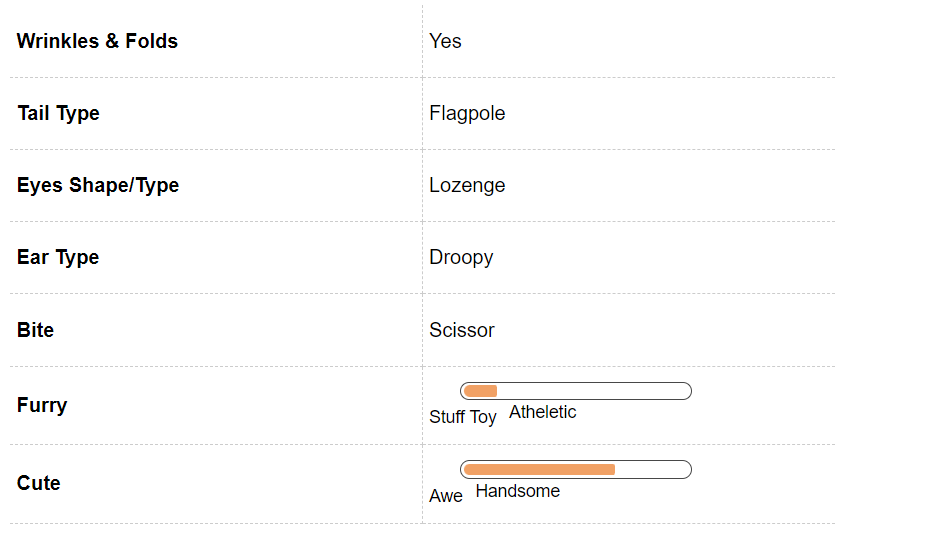 Wrinkles & Folds Yes
Tail Type Flagpole
Eyes Shape/Type Lozenge
Ear Type Droopy
Bite Scissor
Furry Stuff Toy Atheletic
Cute Awe Handsome